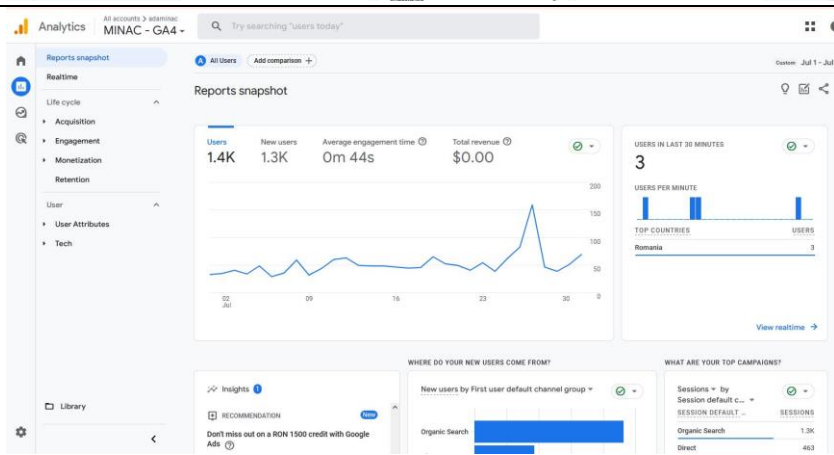 All accounts > adaminac
Analytics
MINAC - GA4
Try searching "users today"
Reports snapshot
Realtime
Life cycle
Acquisition
Engagement
Monetization
Retention
User
User Attributes
Tech
Library
A All Users
Add comparison +
Custom Jul 1 - Jul
Reports snapshot
Users
New users
Average engagement time
Total revenue
1.4K
1.3K
0m 44s
$0.00
200
150
100
50
0
02
Jul
09
16
23
30
USERS IN LAST 30 MINUTES
3
USERS PER MINUTE
TOP COUNTRIES
USERS
Romania
3
View realtime
WHERE DO YOUR NEW USERS COME FROM?
WHAT ARE YOUR TOP CAMPAIGNS?
Insights 1
RECOMMENDATION
New
Don't miss out on a RON 1500 credit with Google
Ads
New users by First user default channel group
Organic Search
Sessions by
Session default c...
SESSION DEFAULT ...
SESSIONS
Organic Search
1.3K
Direct
463